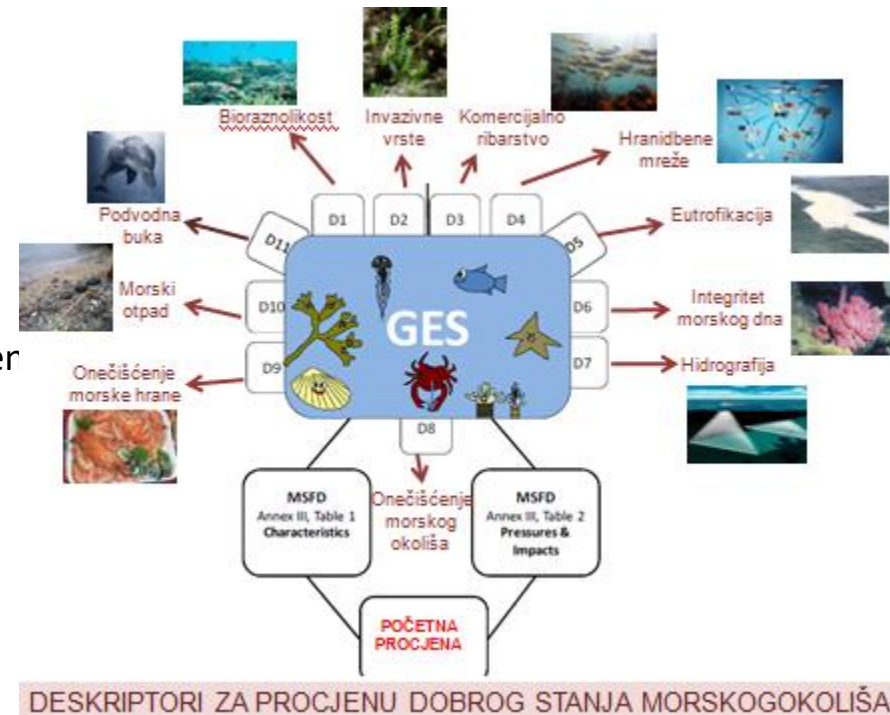 Bioraznolikost
Invazivne
vrste
Komercijalno
ribarstvo
Hranidbene
mreže
Podvodna
buka
D11
D1
D2
D3
D4
D5
Eutrofikacija
Morski
otpad
D10
GES
D6
Integritet
morskog dna
D9
D7
Hidrografija
er
Onečišćenje
morske hrane
D8
MSFD
Annex III, Table 1
Characteristics
Onečišćenje
morskog
okoliša
MSFD
Annex III, Table 2
Pressures &
Impacts
POČETNA
PROCJENA
DESKRIPTORI ZA PROCJENU DOBROG STANJA MORSKOGOKOLIŠA